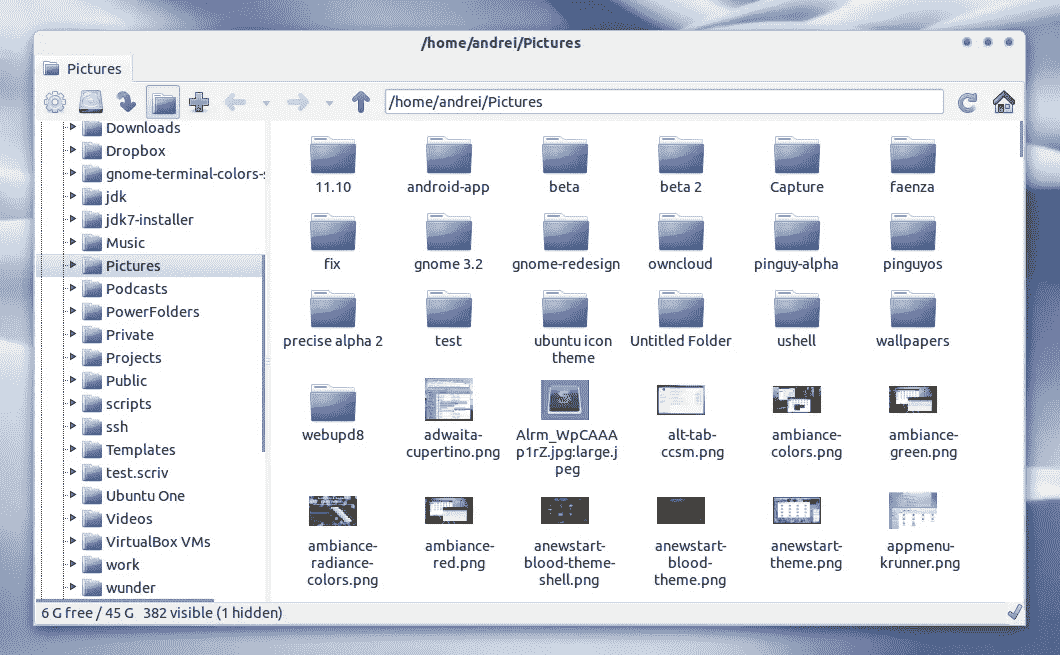 /home/andrei/Pictures
Pictures
/home/andrei/Pictures
Downloads
Dropbox
gnome-terminal-colors-s
jdk
jdk7-installer
Music
Pictures
Podcasts
PowerFolders
Private
Projects
Public
scripts
ssh
Templates
test.scriv
Ubuntu One
Videos
VirtualBox VMs
work
wunder
11.10
android-app
beta
beta 2
Capture
faenza
fix
gnome 3.2
gnome-redesign
owncloud
pinguy-alpha
pinguyos
precise alpha 2
test
ubuntu icon
theme
Untitled Folder
ushell
wallpapers
webupd8
adwaita-
cupertino.png
Alrm_WpCAAA
p1rZ.jpg:large.j
peg
alt-tab-
ccsm.png
ambiance-
colors.png
ambiance-
green.png
ambiance-
radiance-
colors.png
ambiance-
red.png
anewstart-
blood-theme-
shell.png
anewstart-
blood-
theme.png
anewstart-
theme.png
appmenu-
krunner.png
6 G free / 45 G 382 visible (1 hidden)